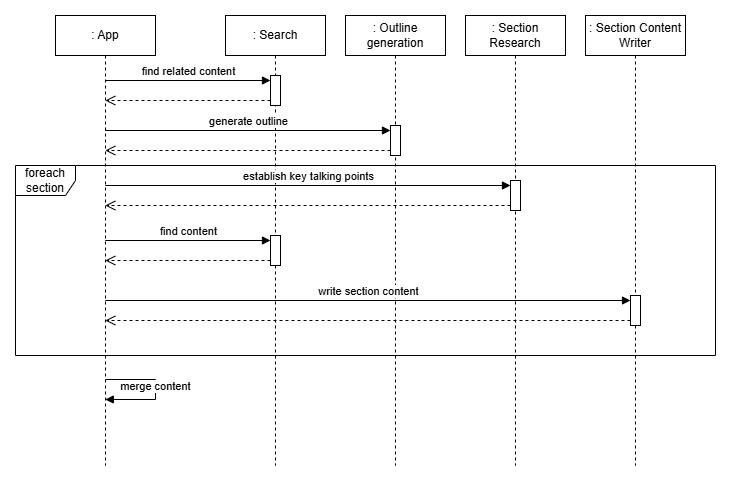 : App
: Search
: Outline
generation
: Section
Research
: Section Content
Writer
find related content
generate outline
foreach
section
establish key talking points
find content
write section content
merge content